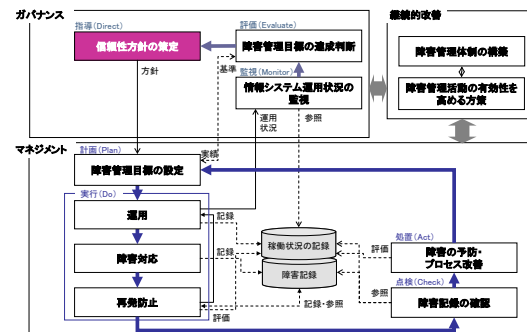 ガバナンス
指導(Direct)
信頼性方針の策定
方針
評価(Evaluate)
障害管理目標の達成判断
基準
監視(Monitor)
情報システム運用状況の
監視
運用
状況
参照
継続的改善
障害管理体制の構築
障害管理活動の有効性を
高める方策
マネジメント
計画(Plan)
障害管理目標の設定
実績
実行(Do)
運用
記録
障害対応
記録
再発防止
評価
記録・参照
稼働状況の記録
障害記録
処置(Act)
障害の予防・
プロセス改善
評価
点検(Check)
障害記録の確認
参照